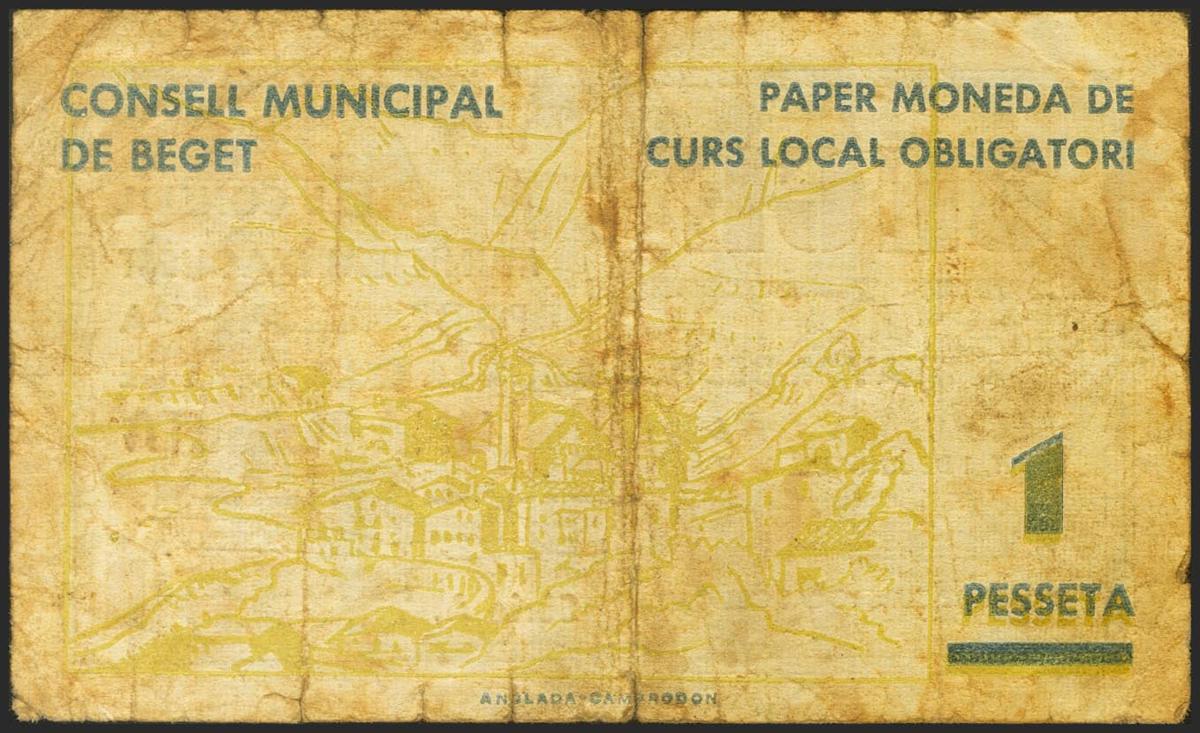 CONSELL MUNICIPAL
DE BEGET
PAPER MONEDA DE
CURS LOCAL OBLIGATORI
1
PESSETA
ANGLADA-CAMPRODON